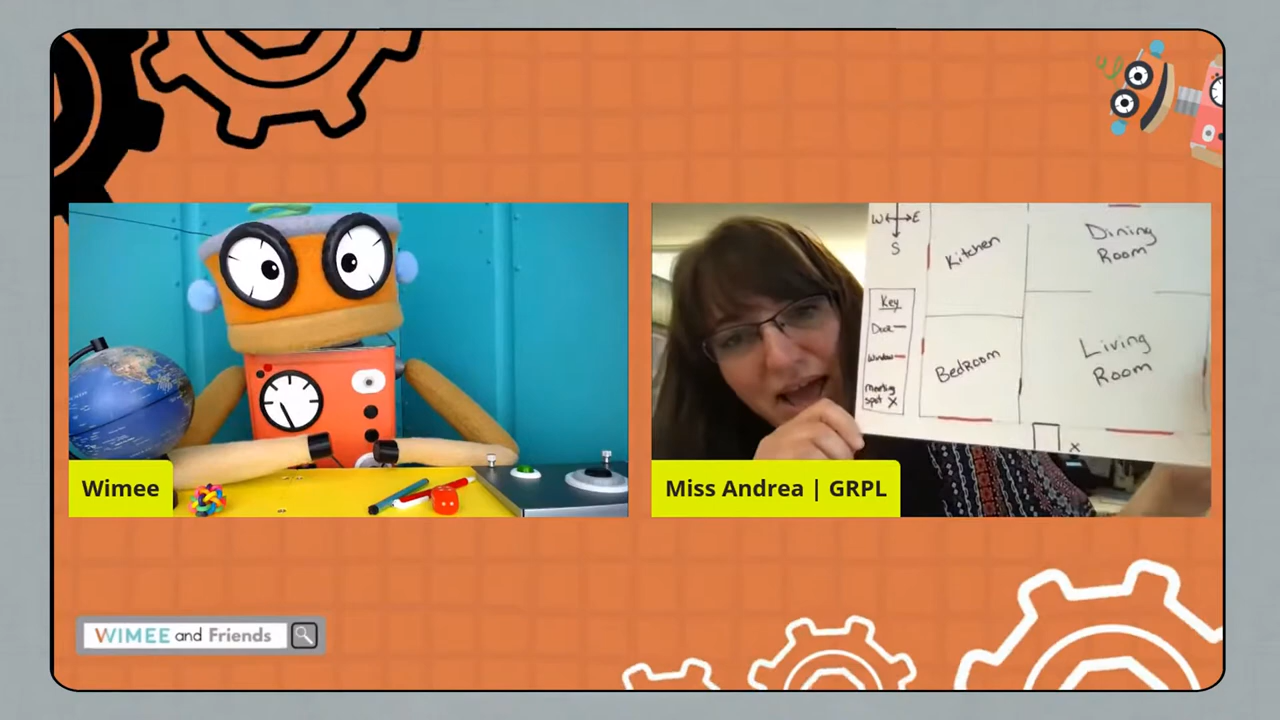 W E
S
Key
Door
Window
meeting
spot X
Kitchen
Dining
Room
Bedroom
Living
Room
X
Wimee
Miss Andrea | GRPL
WIMEE and Friends